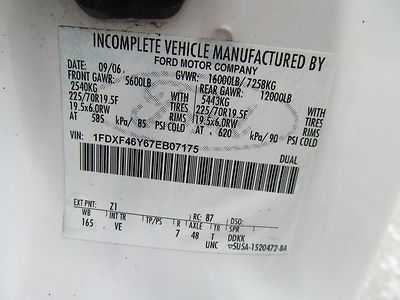 INCOMPLETE VEHICLE MANUFACTURED BY
FORD MOTOR COMPANY
DATE: 09/06 GVWR: 16000LB/ 7258KG
FRONT GAWR: 5600LB REAR GAWR: 12000LB
2540KG WITH 5443KG WITH
225/70R19.5F TIRES 225/70R19.5F TIRES
19.5x6.0RW RIMS 19.5x6.0RW RIMS
AT 585 kPa/ 85 PSI COLD AT 620 kPa/ 90 PSI COLD
VIN: 1FDXF46Y67EB07175 DUAL
EXT PNT: Z1 RC: 87 DSO:
WB INT TR TP/PS R AXLE TR SPR
165 VE 7 48 T DDKK
UNC 5U5A-1520472-BA